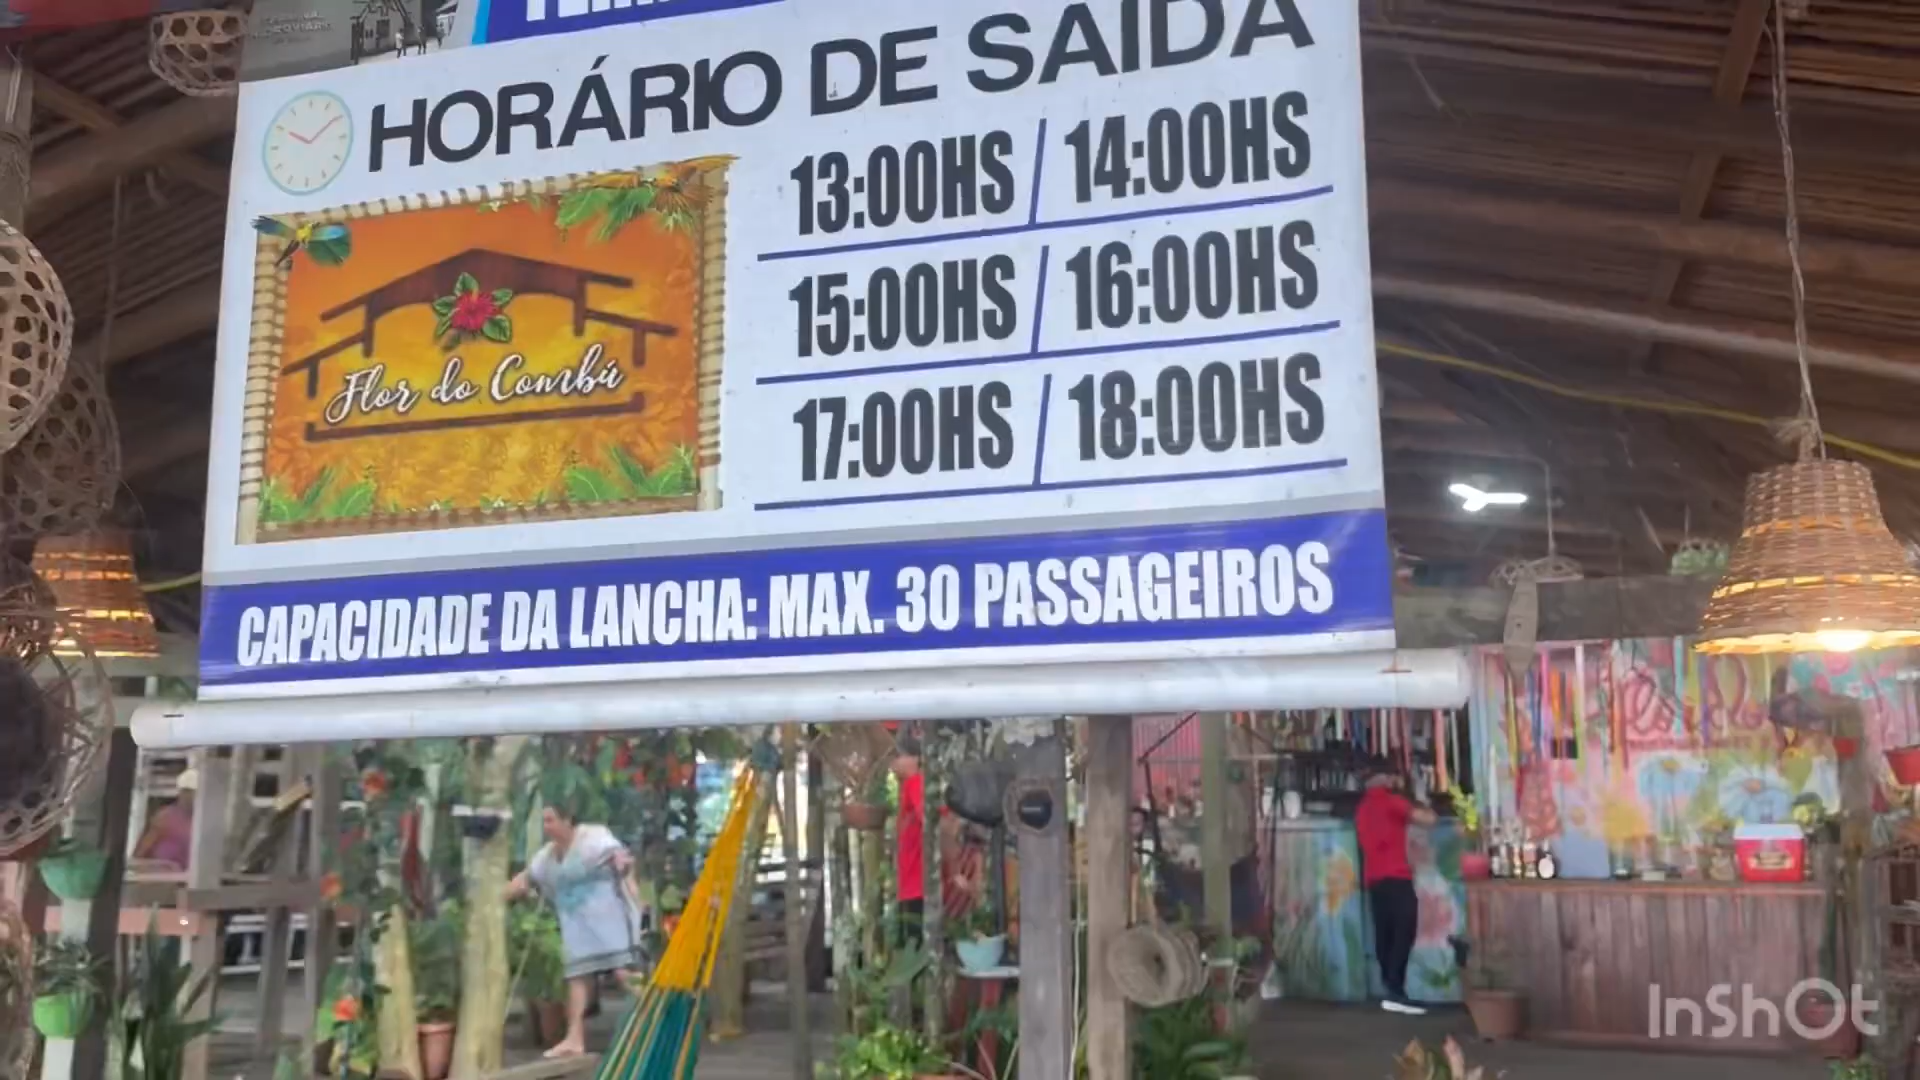 HORÁRIO DE SAÍDA
13:00HS / 14:00HS
15:00HS / 16:00HS
17:00HS / 18:00HS
Flor do Combú
CAPACIDADE DA LANCHA: MAX. 30 PASSAGEIROS
InShOt